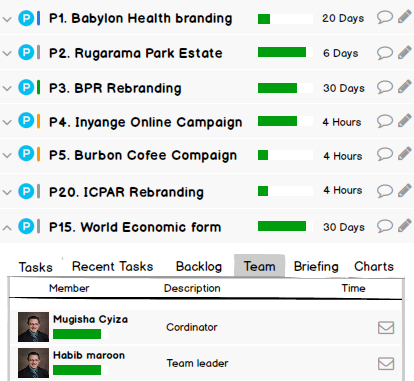 P P1. Babylon Health branding 20 Days
P P2. Rugarama Park Estate 6 Days
P P3. BPR Rebranding 30 Days
P P4. Inyange Online Campaign 4 Hours
P P5. Burbon Cofee Compaign 4 Hours
P P20. ICPAR Rebranding 4 Hours
P P15. World Economic form 30 Days
Tasks Recent Tasks Backlog Team Briefing Charts
Member Description Time
Mugisha Cyiza Cordinator
Habib maroon Team leader